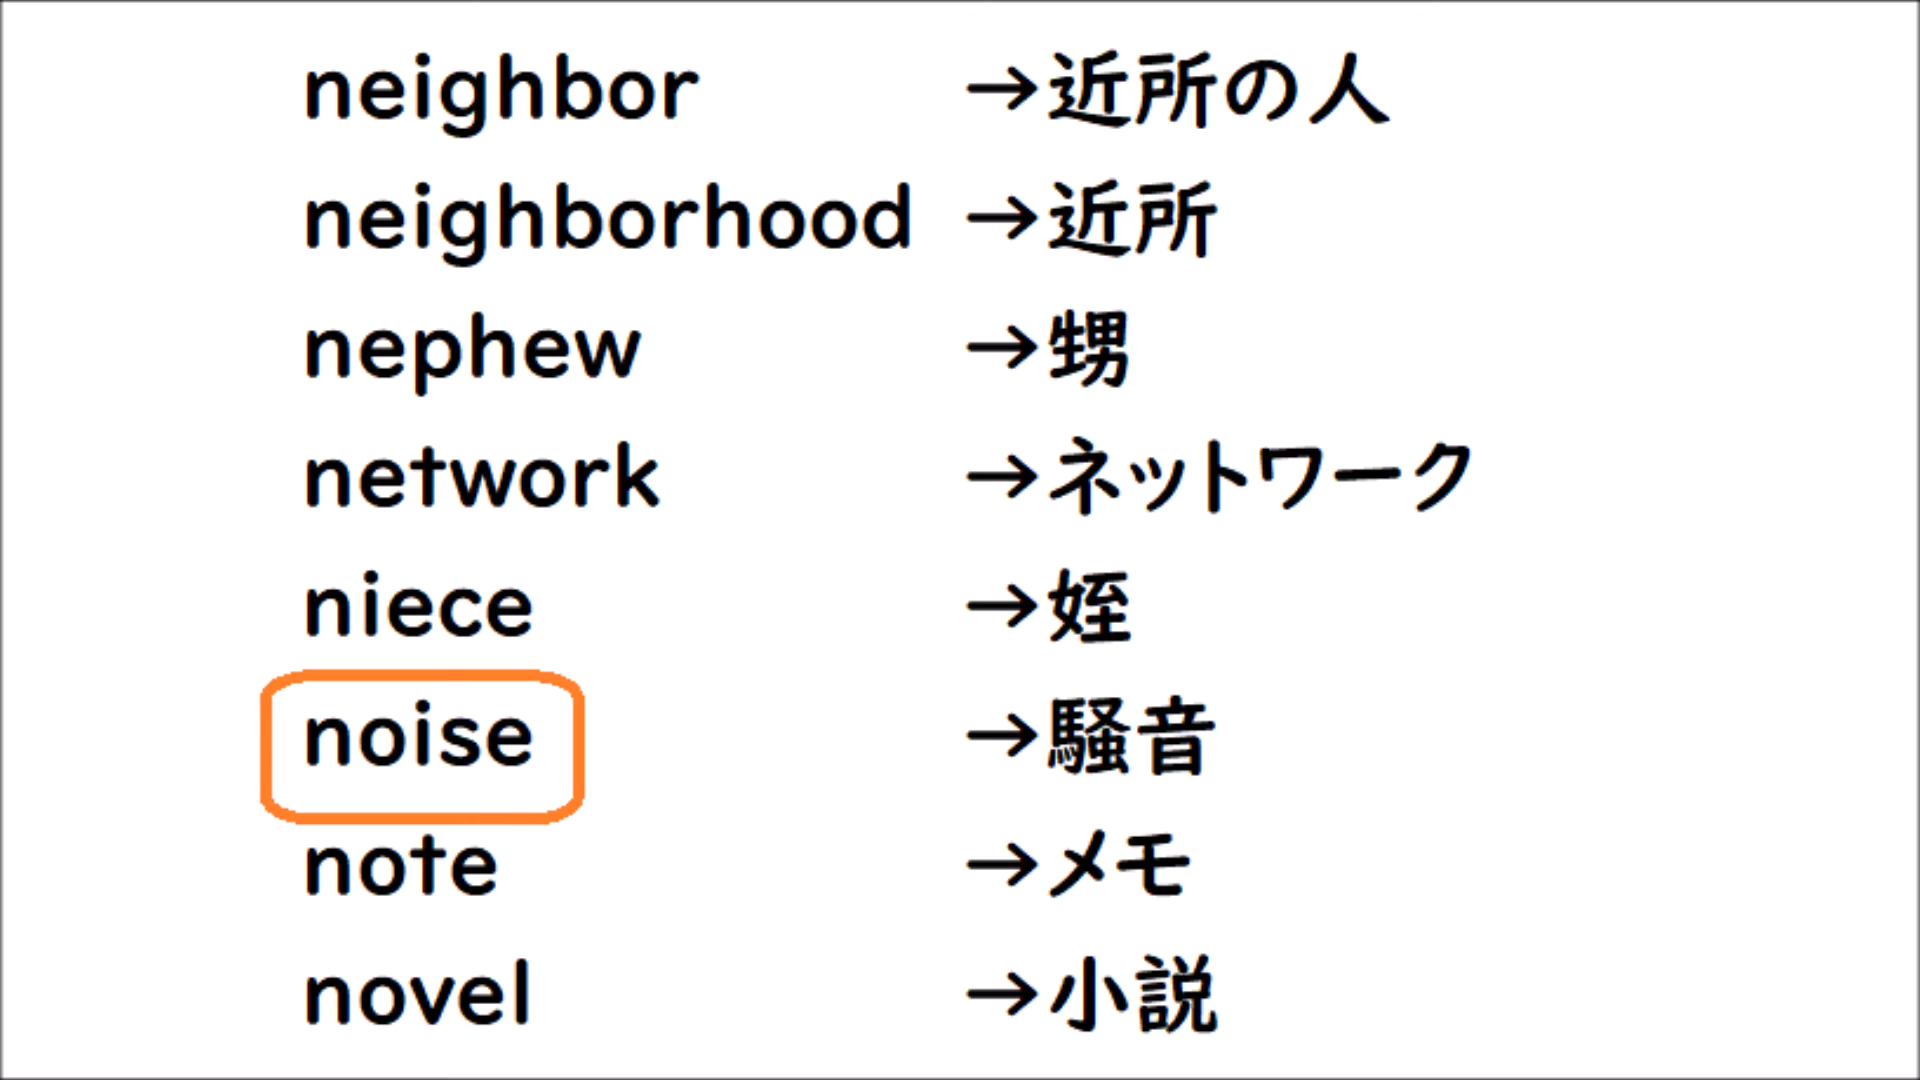 neighbor →近所の人
neighborhood →近所
nephew →甥
network →ネットワーク
niece →姪
noise →騒音
note →メモ
novel →小説